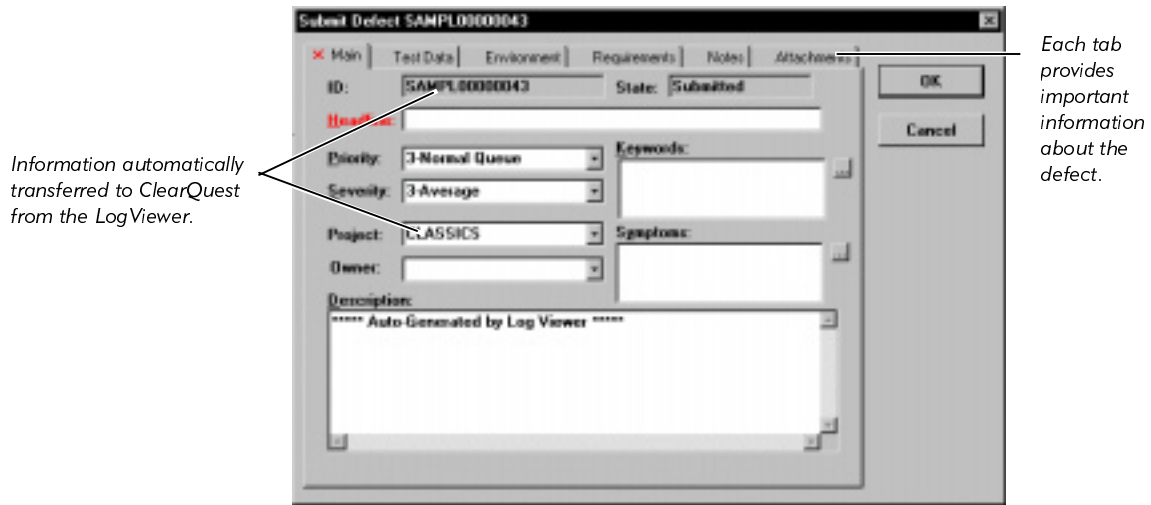 Submit Defect SAMPL00000043
Main Test Data Environment Requirements Notes Attachments
ID: SAMPL00000043 State: Submitted
OK
Headline:
Cancel
Priority: 3-Normal Queue Keywords:
Severity: 3-Average
Project: CLASSICS Symptoms:
Owner:
Description:
***** Auto-Generated by Log Viewer *****
Information automatically
transferred to ClearQuest
from the LogViewer.
Each tab
provides
important
information
about the
defect.